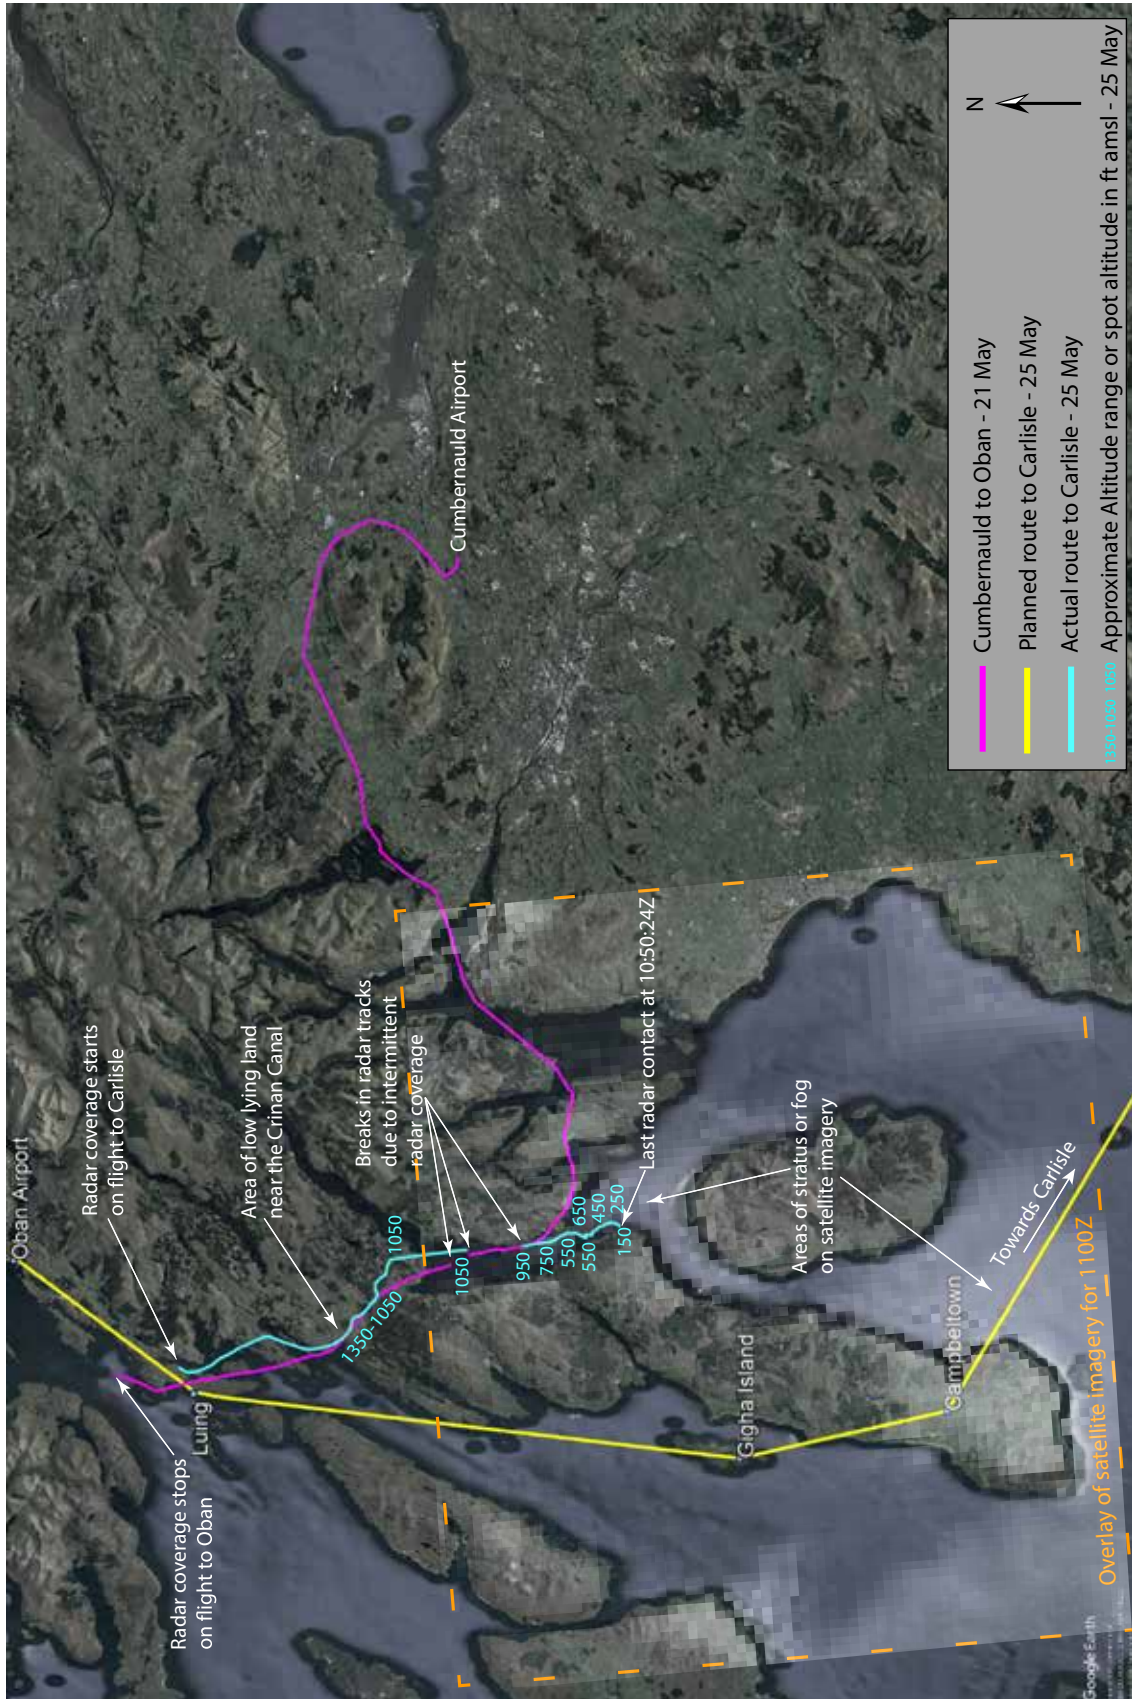 Oban Airport
Radar coverage starts
on flight to Carlisle
Radar coverage stops
on flight to Oban
Luing
Area of low lying land
near the Crinan Canal
1350-1050
1050
Breaks in radar tracks
due to intermittent
radar coverage
1050
950
750
550
550
650
450
250
150
Last radar contact at 10:50:24Z
Cumbernauld Airport
Areas of stratus or fog
on satellite imagery
Gigha Island
Campbeltown
Towards Carlisle
Overlay of satellite imagery for 1100Z
Google Earth
N
Cumbernauld to Oban - 21 May
Planned route to Carlisle - 25 May
Actual route to Carlisle - 25 May
1350-1050 1050 Approximate Altitude range or spot altitude in ft amsl - 25 May